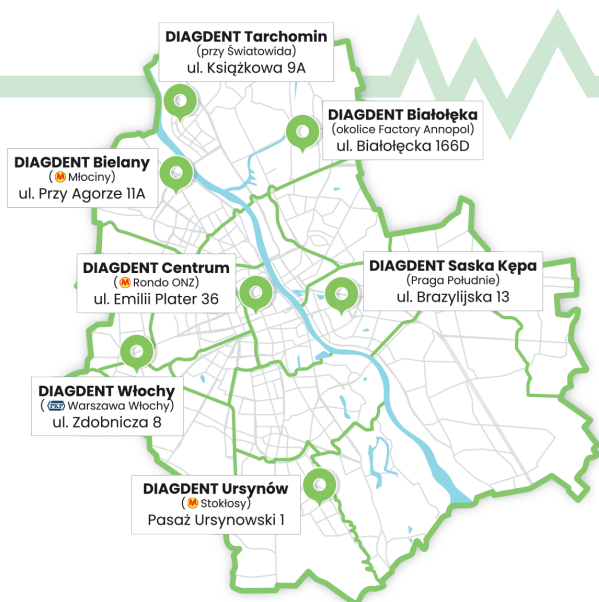 DIAGDENT Tarchomin
(przy Światowida)
ul. Książkowa 9A
DIAGDENT Białołęka
(okolice Factory Annopol)
ul. Białołęcka 166D
DIAGDENT Bielany
(M Młociny)
ul. Przy Agorze 11A
DIAGDENT Centrum
(M Rondo ONZ)
ul. Emilii Plater 36
DIAGDENT Saska Kępa
(Praga Południe)
ul. Brazylijska 13
DIAGDENT Włochy
(PKP Warszawa Włochy)
ul. Zdobnicza 8
DIAGDENT Ursynów
(M Stokłosy)
Pasaż Ursynowski 1